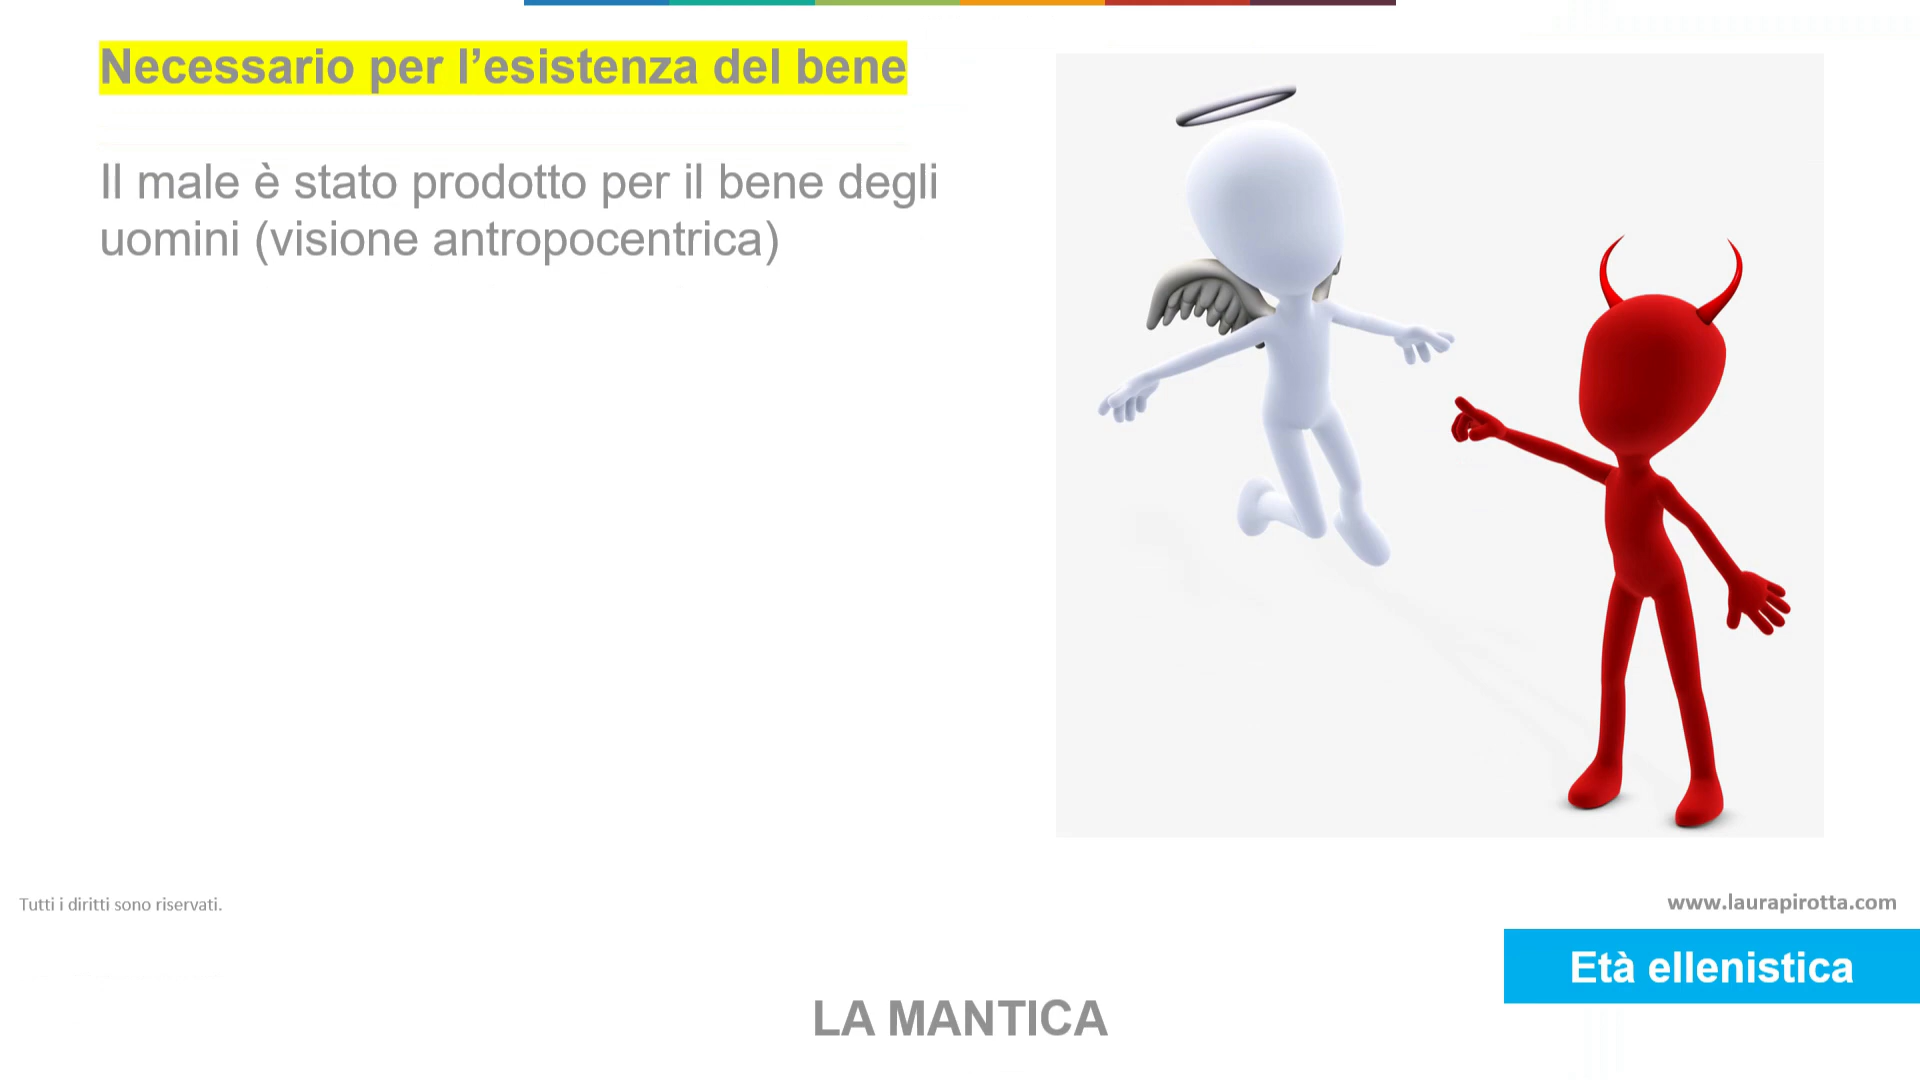 Necessario per l’esistenza del bene
Il male è stato prodotto per il bene degli
uomini (visione antropocentrica)
Tutti i diritti sono riservati.
www.laurapirotta.com
Età ellenistica
LA MANTICA